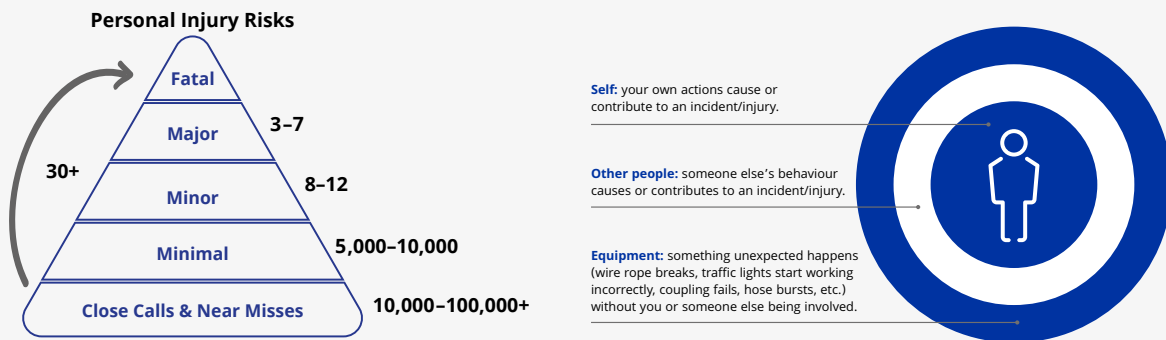 Personal Injury Risks
Fatal
Major
3–7
30+
Minor
8–12
Minimal
5,000–10,000
Close Calls & Near Misses
10,000–100,000+
Self: your own actions cause or
contribute to an incident/injury.
Other people: someone else’s behaviour
causes or contributes to an incident/injury.
Equipment: something unexpected happens
(wire rope breaks, traffic lights start working
incorrectly, coupling fails, hose bursts, etc.)
without you or someone else being involved.